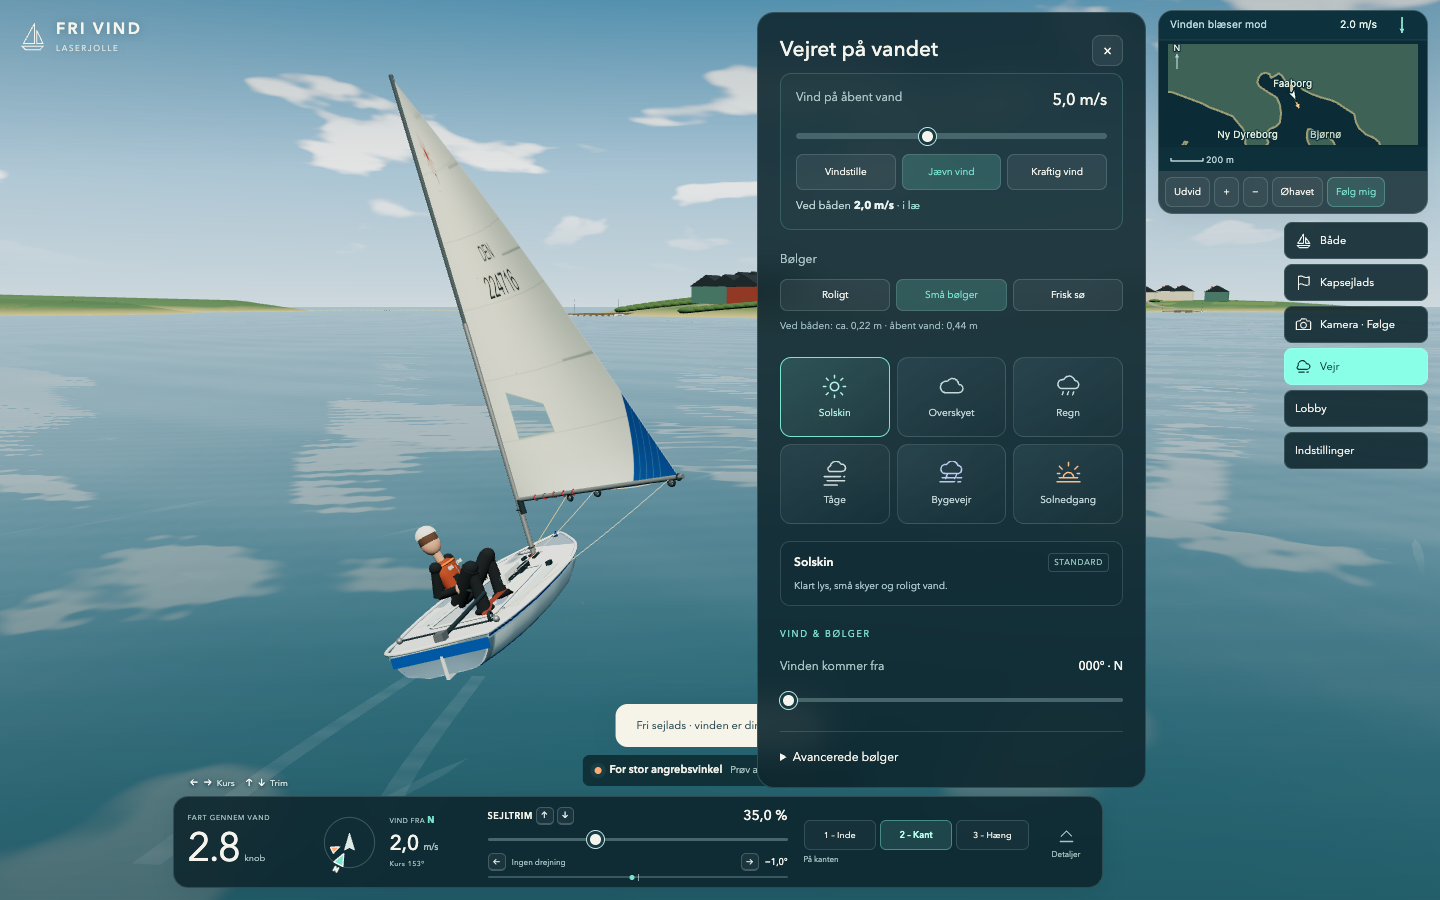 FRI VIND
LASERJOLLE
DEN
224716
Vejret på vandet
×
Vind på åbent vand
5,0 m/s
Vindstille
Jævn vind
Kraftig vind
Ved båden 2,0 m/s · i læ
Bølger
Roligt
Små bølger
Frisk sø
Ved båden: ca. 0,22 m · åbent vand: 0,44 m
Solskin
Overskyet
Regn
Tåge
Bygevejr
Solnedgang
Solskin
STANDARD
Klart lys, små skyer og roligt vand.
VIND & BØLGER
Vinden kommer fra
000° · N
▶ Avancerede bølger
Vinden blæser mod
2.0 m/s
N
Faaborg
Ny Dyreborg
Bjørnø
200 m
Udvid
+
−
Øhavet
Følg mig
Både
Kapsejlads
Kamera · Følge
Vejr
Lobby
Indstillinger
Fri sejlads · vinden er
For stor angrebsvinkel Prøv
← → Kurs ↑ ↓ Trim
FART GENNEM VAND
2.8 knob
N
VIND FRA N
2,0 m/s
Kurs 153°
SEJLTRIM ↑ ↓
35,0 %
← Ingen drejning
→ −1,0°
1 – Inde
2 – Kant
3 – Hæng
På kanten
Detaljer